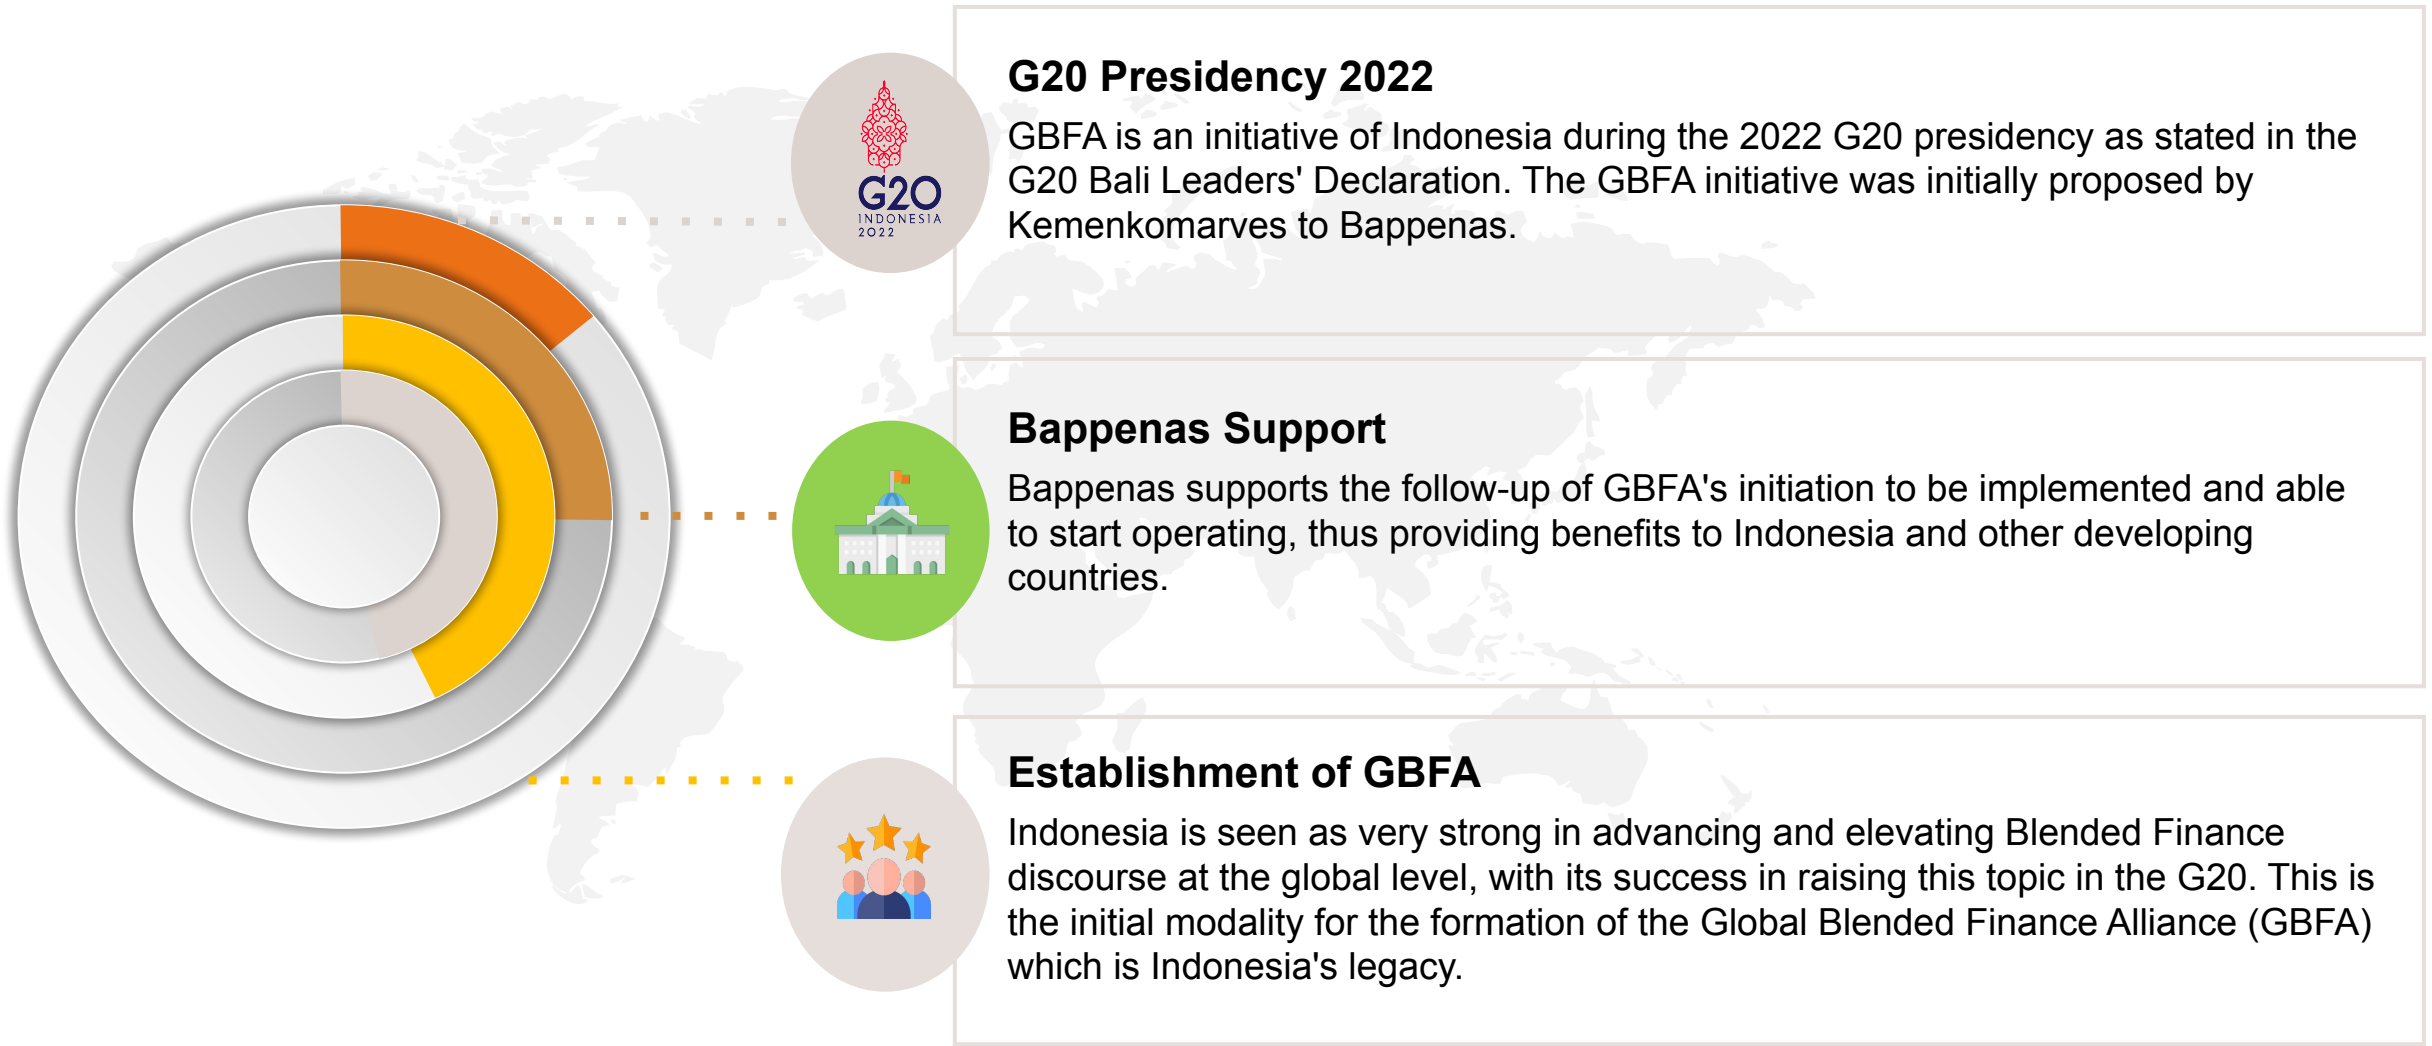 G20
INDONESIA
2022
G20 Presidency 2022
GBFA is an initiative of Indonesia during the 2022 G20 presidency as stated in the
G20 Bali Leaders' Declaration. The GBFA initiative was initially proposed by
Kemenkomarves to Bappenas.
Bappenas Support
Bappenas supports the follow-up of GBFA's initiation to be implemented and able
to start operating, thus providing benefits to Indonesia and other developing
countries.
Establishment of GBFA
Indonesia is seen as very strong in advancing and elevating Blended Finance
discourse at the global level, with its success in raising this topic in the G20. This is
the initial modality for the formation of the Global Blended Finance Alliance (GBFA)
which is Indonesia's legacy.